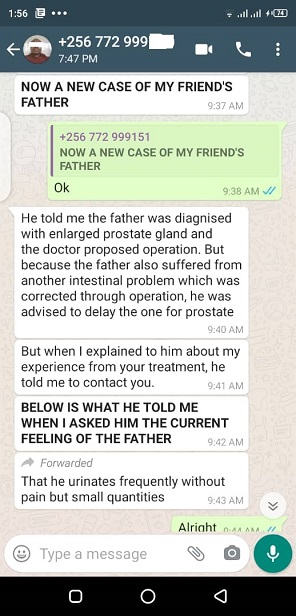 1:56
74
+256 772 999
7:47 PM
NOW A NEW CASE OF MY FRIEND'S
FATHER
9:37 AM
+256 772 999151
NOW A NEW CASE OF MY FRIEND'S
FATHER
Ok
9:38 AM
He told me the father was diagnised
with enlarged prostate gland and
the doctor proposed operation. But
because the father also suffered from
another intestinal problem which was
corrected through operation, he was
advised to delay the one for prostate
9:40 AM
But when I explained to him about my
experience from your treatment, he
told me to contact you.
9:41 AM
BELOW IS WHAT HE TOLD ME
WHEN I ASKED HIM THE CURRENT
FEELING OF THE FATHER
9:42 AM
Forwarded
That he urinates frequently without
pain but small quantities
9:43 AM
Alright
Type a message